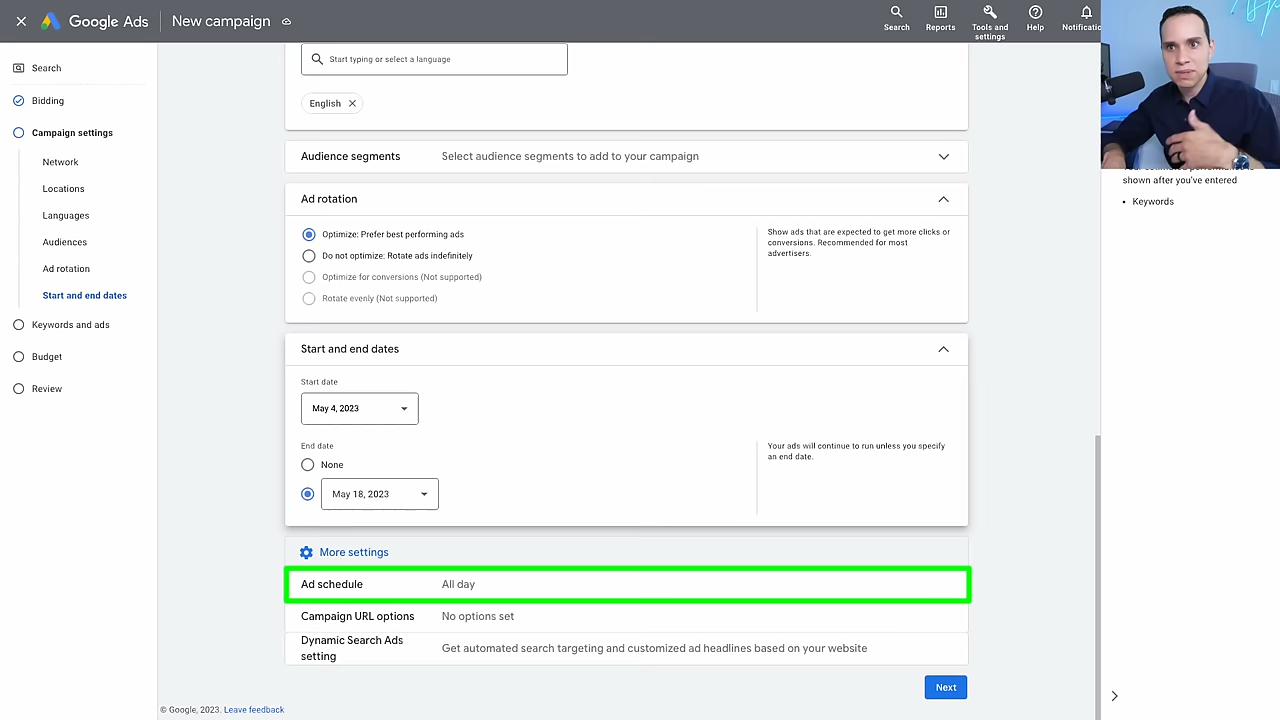 Google Ads
New campaign
Search
Reports
Tools and
settings
Help
Search
Bidding
Campaign settings
Network
Locations
Languages
Audiences
Ad rotation
Start and end dates
Keywords and ads
Budget
Review
Start typing or select a language
English
Audience segments Select audience segments to add to your campaign
Ad rotation
Optimize: Prefer best performing ads
Do not optimize: Rotate ads indefinitely
Optimize for conversions (Not supported)
Rotate evenly (Not supported)
Show ads that are expected to get more clicks or
conversions. Recommended for most
advertisers.
Start and end dates
Start date
May 4, 2023
End date
None
May 18, 2023
Your ads will continue to run unless you specify
an end date.
More settings
Ad schedule All day
Campaign URL options No options set
Dynamic Search Ads
setting
Get automated search targeting and customized ad headlines based on your website
Next
© Google, 2023. Leave feedback
shown after you've entered
• Keywords